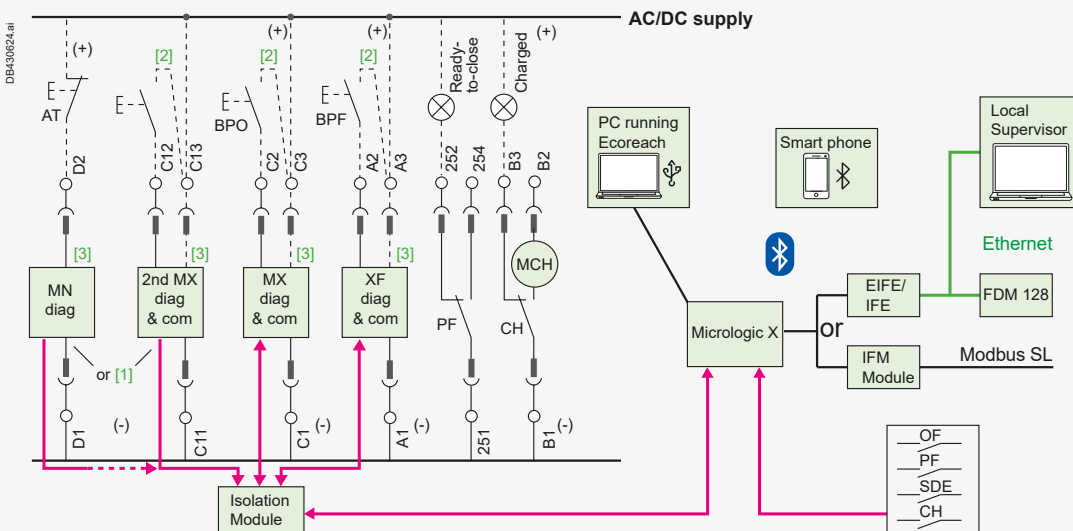 DB430624.ai
AC/DC supply
(+)
(+)
(+)
(+)
[2]
[2]
[2]
Ready-
to-close
Charged
AT
BPO
BPF
D2
C12
C13
C2
C3
A2
A3
252
254
B3
B2
[3]
[3]
[3]
[3]
MN
diag
2nd MX
diag
& com
MX
diag
& com
XF
diag
& com
PF
CH
MCH
or [1]
D1
(-)
C11
C1
(-)
A1
(-)
251
B1
(-)
Isolation
Module
PC running
Ecoreach
Smart phone
Local
Supervisor
Ethernet
EIFE/
IFE
FDM 128
Micrologic X
or
IFM
Module
Modbus SL
OF
PF
SDE
CH